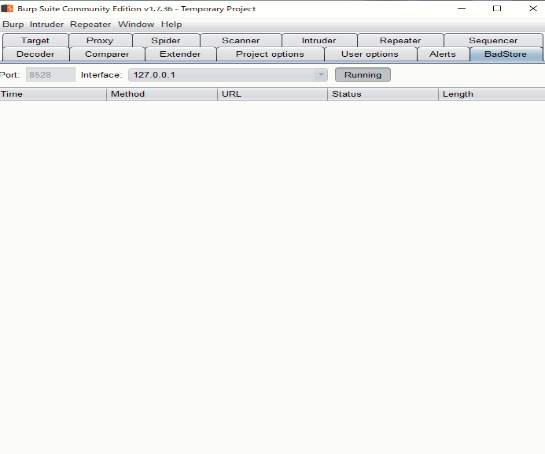 Burp Suite Community Edition v1.7.36 - Temporary Project
Burp Intruder Repeater Window Help
Target Proxy Spider Scanner Intruder Repeater Sequencer
Decoder Comparer Extender Project options User options Alerts BadStore
Port: 8528 Interface: 127.0.0.1 Running
Time Method URL Status Length